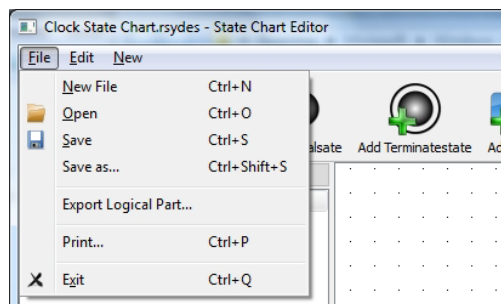 Clock State Chart.rsydes - State Chart Editor
File Edit New
New File Ctrl+N
Open Ctrl+O
Save Ctrl+S
Save as... Ctrl+Shift+S
Export Logical Part...
Print... Ctrl+P
Exit Ctrl+Q
Add Terminatestate